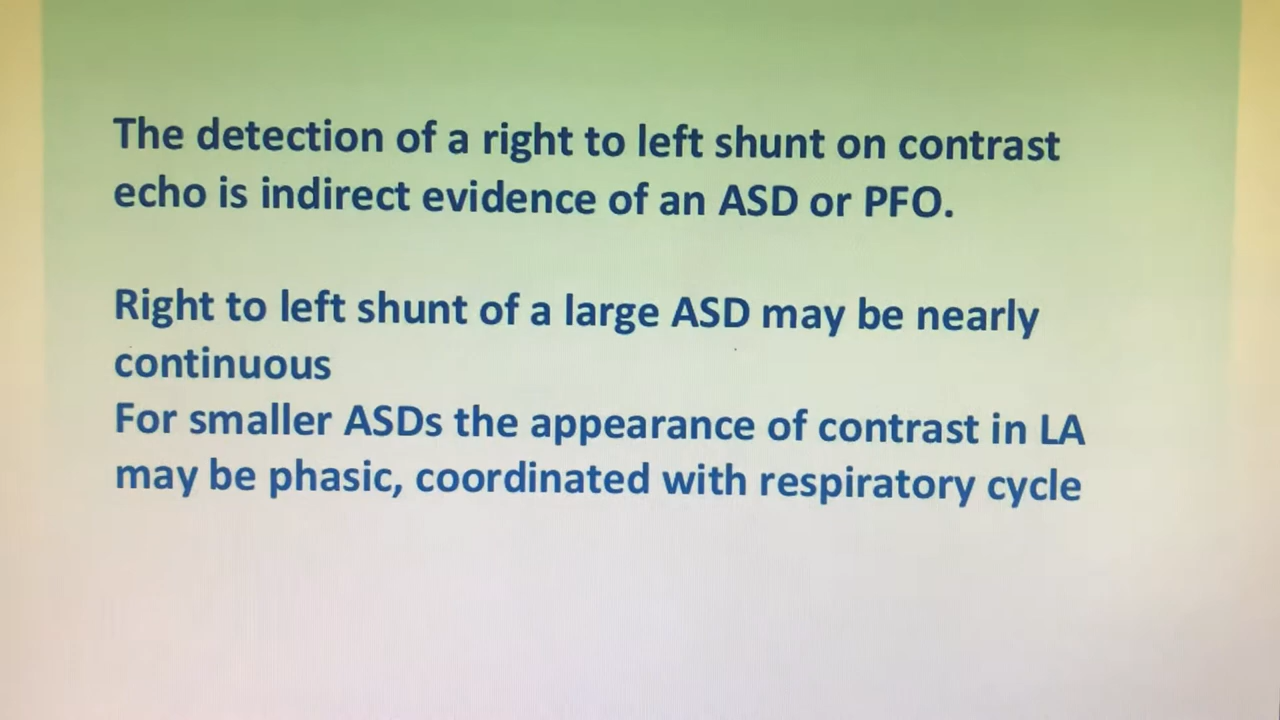 The detection of a right to left shunt on contrast
echo is indirect evidence of an ASD or PFO.
Right to left shunt of a large ASD may be nearly
continuous
For smaller ASDs the appearance of contrast in LA
may be phasic, coordinated with respiratory cycle